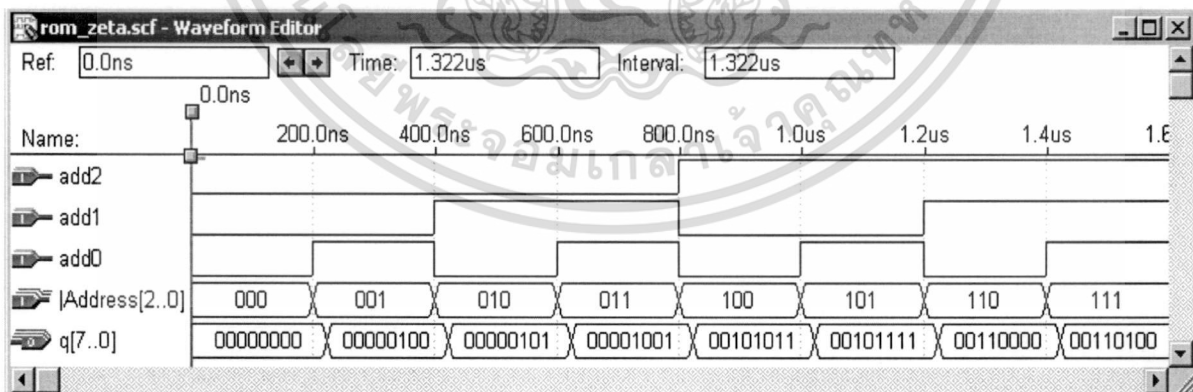 rom_zeta.scf - Waveform Editor
Ref: 0.0ns Time: 1.322us Interval: 1.322us
0.0ns
Name: 200.0ns 400.0ns 600.0ns 800.0ns 1.0us 1.2us 1.4us 1.6
add2
add1
add0
|Address[2..0] 000 001 010 011 100 101 110 111
q[7..0] 00000000 00000100 00000101 00001001 00101011 00101111 00110000 00110100